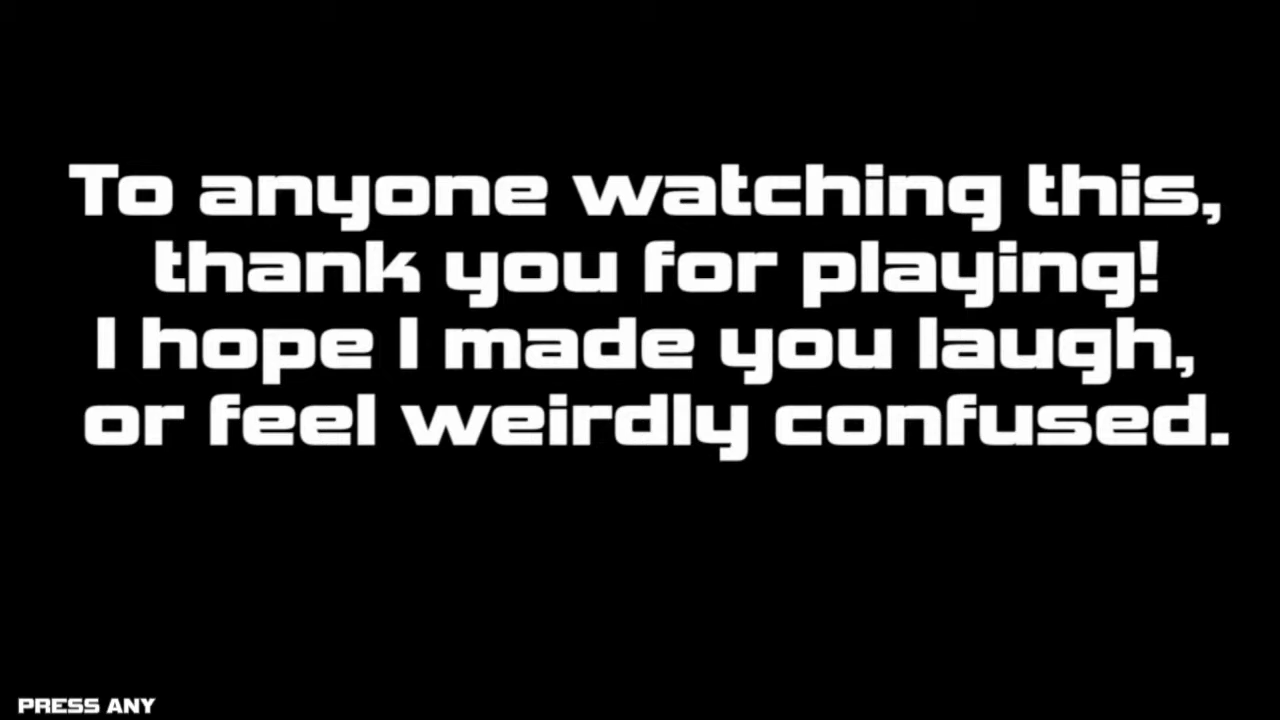 To anyone watching this,
thank you for playing!
I hope I made you laugh,
or feel weirdly confused.
PRESS ANY